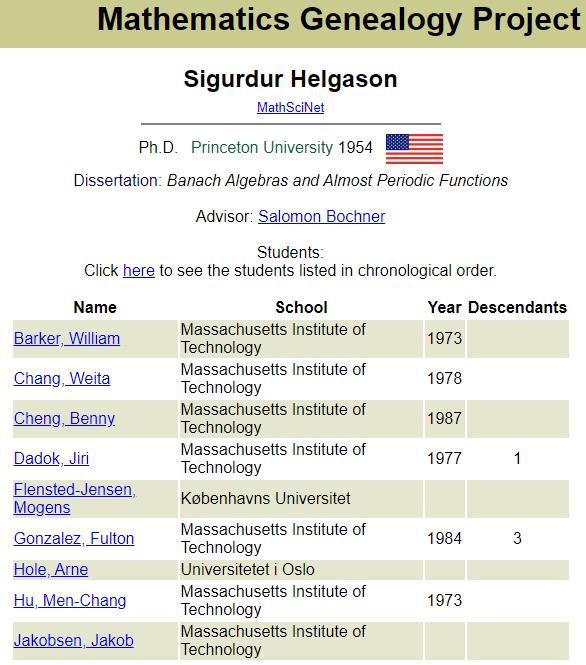 Mathematics Genealogy Project
Sigurdur Helgason
MathSciNet
Ph.D. Princeton University 1954
Dissertation: Banach Algebras and Almost Periodic Functions
Advisor: Salomon Bochner
Students:
Click here to see the students listed in chronological order.
Name School Year Descendants
Barker, William Massachusetts Institute of Technology 1973
Chang, Weita Massachusetts Institute of Technology 1978
Cheng, Benny Massachusetts Institute of Technology 1987
Dadok, Jiri Massachusetts Institute of Technology 1977 1
Flensted-Jensen, Mogens Københavns Universitet
Gonzalez, Fulton Massachusetts Institute of Technology 1984 3
Hole, Arne Universitetet i Oslo
Hu, Men-Chang Massachusetts Institute of Technology 1973
Jakobsen, Jakob Massachusetts Institute of Technology